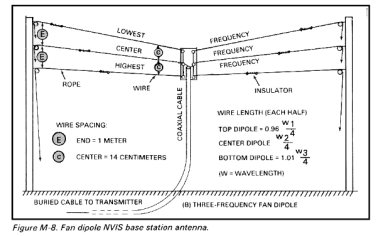 LOWEST
FREQUENCY
E
CENTER
C
FREQUENCY
E
HIGHEST
C
FREQUENCY
ROPE
WIRE
INSULATOR
COAXIAL CABLE
WIRE SPACING:
E END = 1 METER
C CENTER = 14 CENTIMETERS
WIRE LENGTH (EACH HALF)
TOP DIPOLE = 0.96 W1/4
CENTER DIPOLE W2/4
BOTTOM DIPOLE = 1.01 W3/4
(W = WAVELENGTH)
BURIED CABLE TO TRANSMITTER
(B) THREE-FREQUENCY FAN DIPOLE
Figure M-8. Fan dipole NVIS base station antenna.